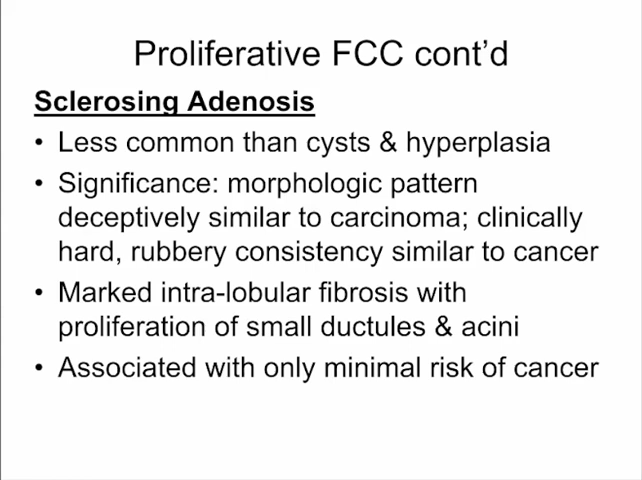 Proliferative FCC cont’d
Sclerosing Adenosis
• Less common than cysts & hyperplasia
• Significance: morphologic pattern
deceptively similar to carcinoma; clinically
hard, rubbery consistency similar to cancer
• Marked intra-lobular fibrosis with
proliferation of small ductules & acini
• Associated with only minimal risk of cancer